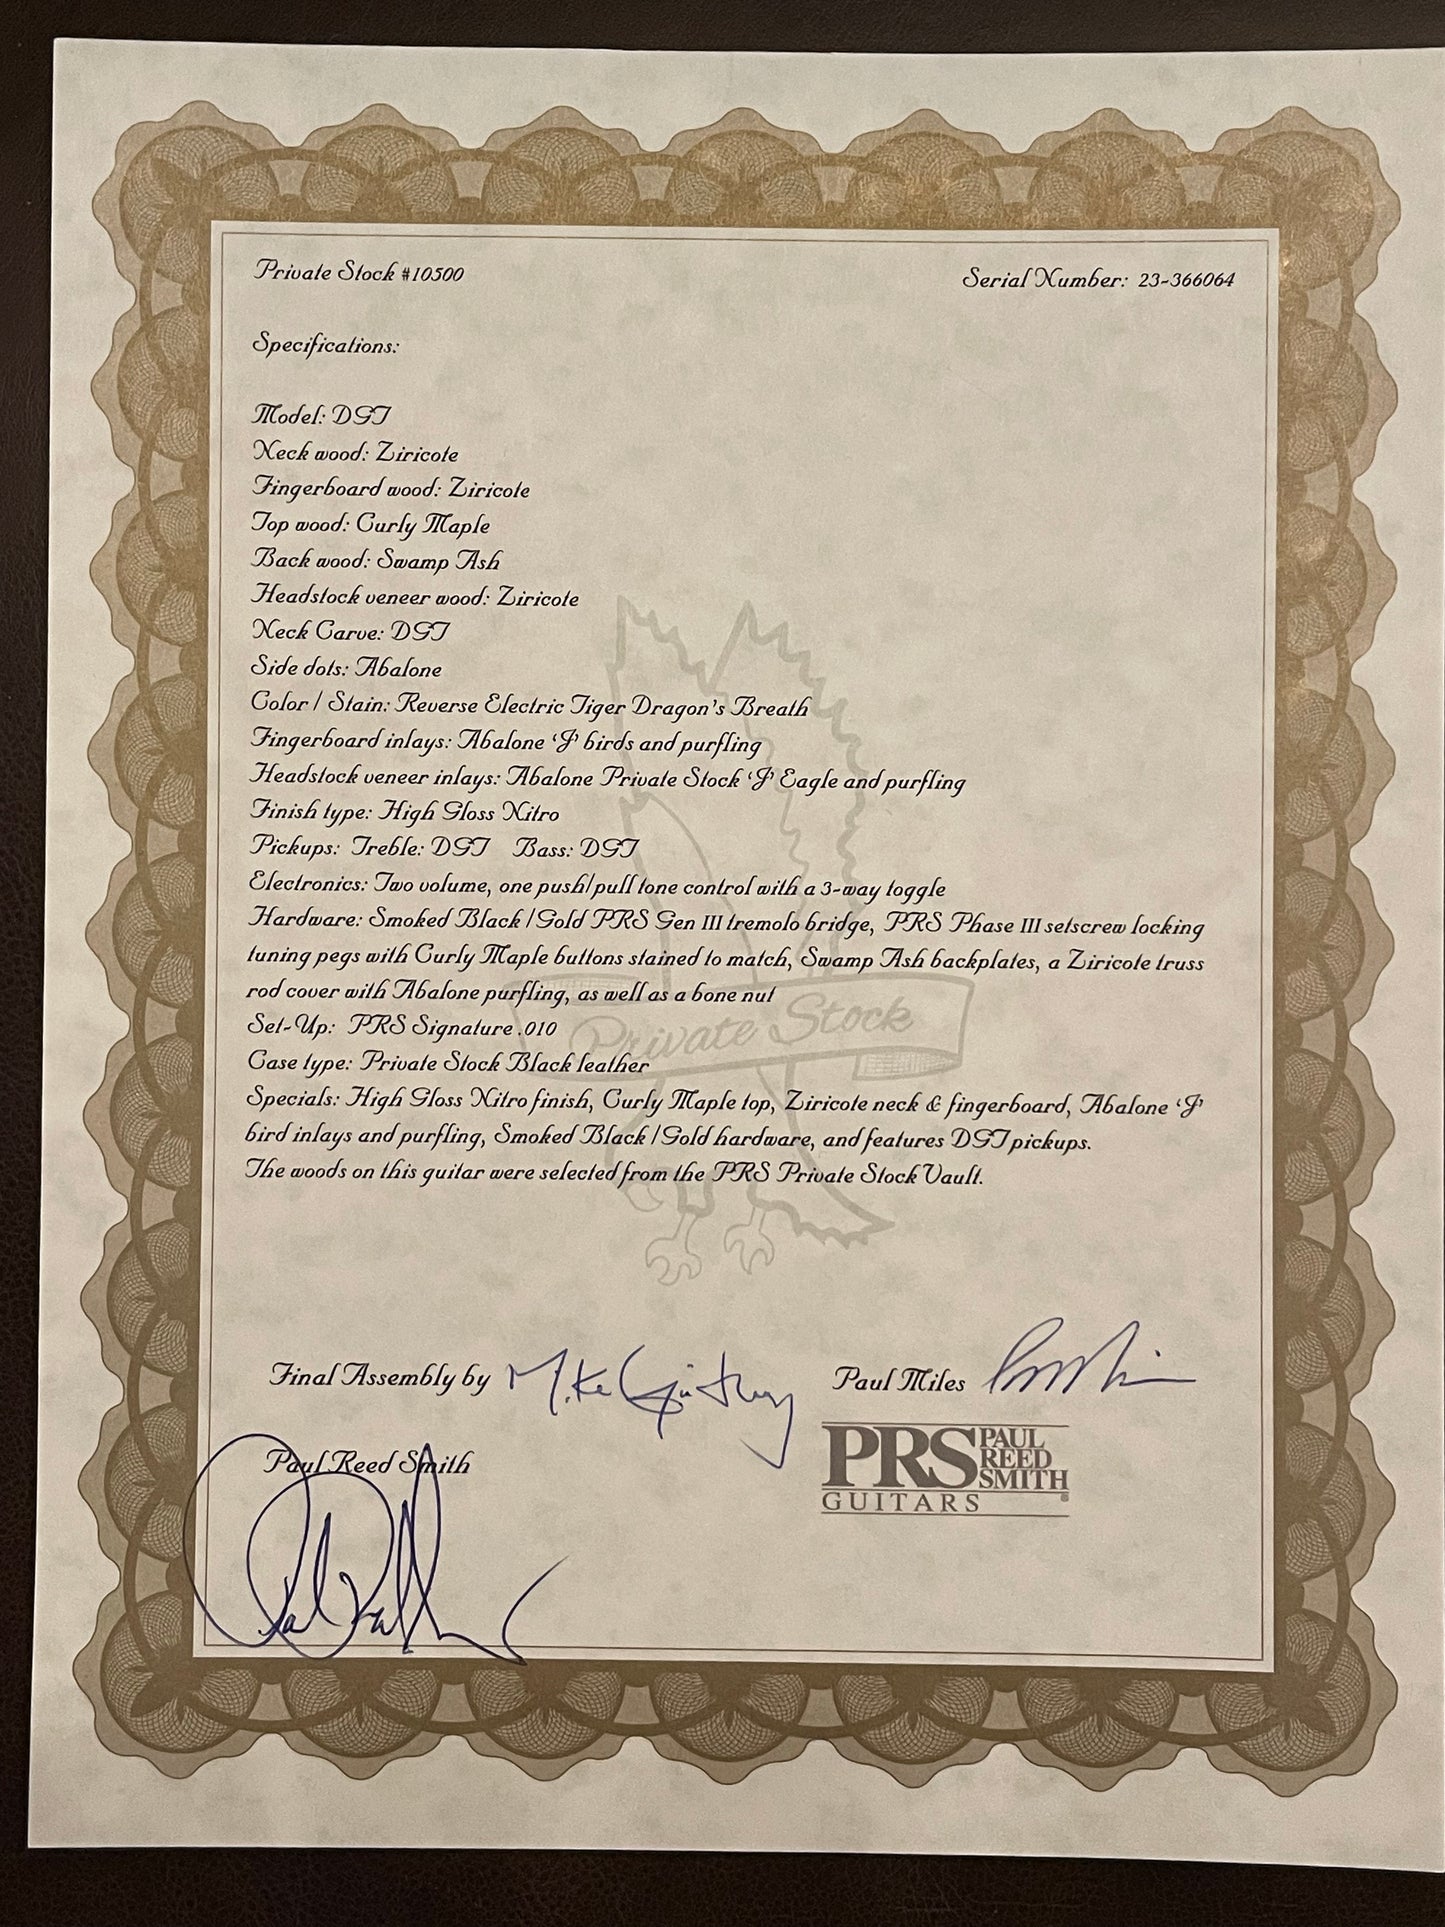 Private Stock #10500
Serial Number: 23-366064
Specifications:
Model: DGT
Neck wood: Ziricote
Fingerboard wood: Ziricote
Top wood: Curly Maple
Back wood: Swamp Ash
Headstock veneer wood: Ziricote
Neck Carve: DGT
Side dots: Abalone
Color / Stain: Reverse Electric Tiger Dragon's Breath
Fingerboard inlays: Abalone 'J' birds and purfling
Headstock veneer inlays: Abalone Private Stock 'J' Eagle and purfling
Finish type: High Gloss Nitro
Pickups: Treble: DGT Bass: DGT
Electronics: Two volume, one push/pull tone control with a 3-way toggle
Hardware: Smoked Black / Gold PRS Gen III tremolo bridge, PRS Phase III setscrew locking
tuning pegs with Curly Maple buttons stained to match, Swamp Ash backplates, a Ziricote truss
rod cover with Abalone purfling, as well as a bone nut
Set-Up: PRS Signature .010
Private Stock
Case type: Private Stock Black leather
Specials: High Gloss Nitro finish, Curly Maple top, Ziricote neck & fingerboard, Abalone 'J'
bird inlays and purfling, Smoked Black / Gold hardware, and features DGT pickups.
The woods on this guitar were selected from the PRS Private Stock Vault.
Final Assembly by Mike
Paul Miles
Paul Reed Smith
PRS PAUL
REED
SMITH
GUITARS ®